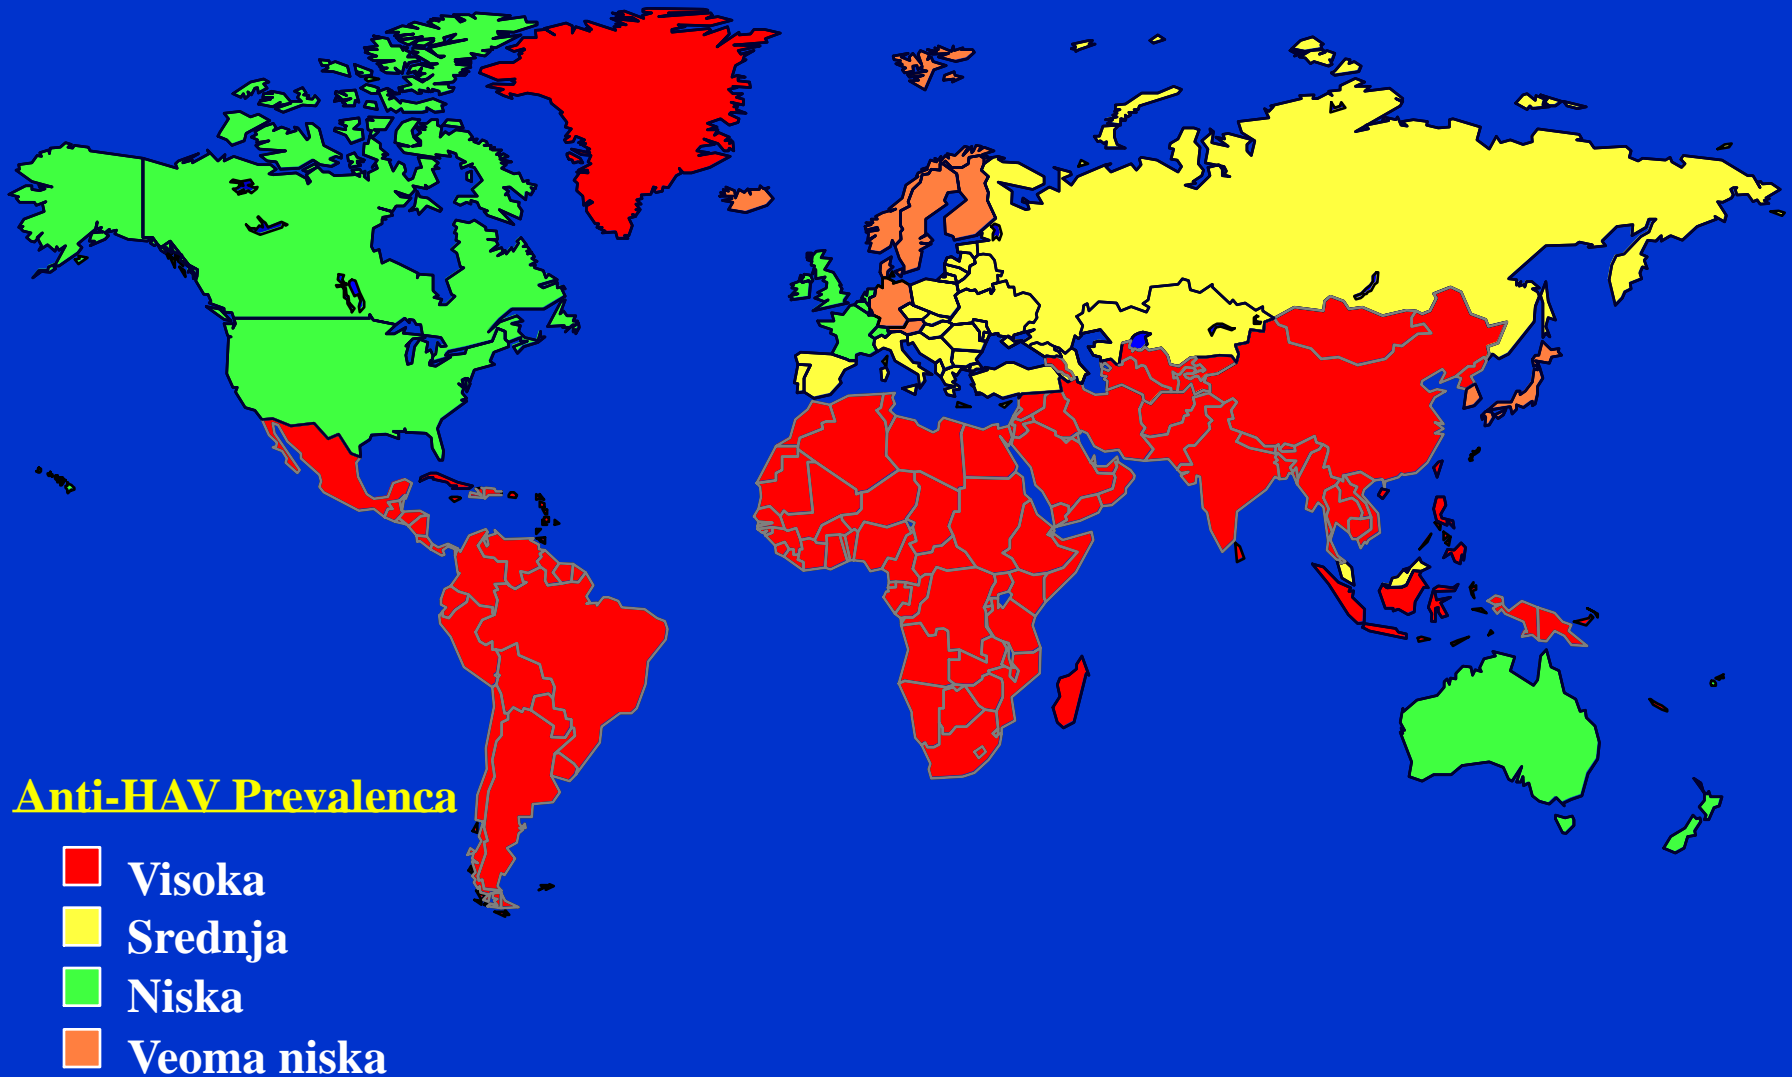 Anti-HAV Prevalenca
Visoka
Srednja
Niska
Veoma niska